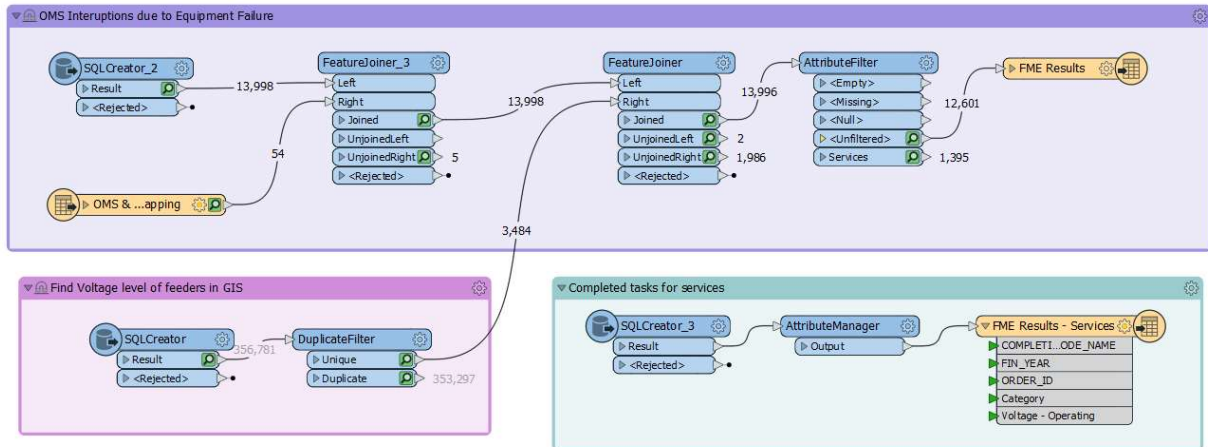 OMS Interuptions due to Equipment Failure
SQLCreator_2
Result
<Rejected>
13,998
54
OMS & ...apping
FeatureJoiner_3
Left
Right
Joined
UnjoinedLeft
UnjoinedRight
5
<Rejected>
13,998
FeatureJoiner
Left
Right
Joined
UnjoinedLeft
2
UnjoinedRight
1,986
<Rejected>
13,996
AttributeFilter
<Empty>
<Missing>
<Null>
<Unfiltered>
Services
1,395
12,601
FME Results
3,484
Find Voltage level of feeders in GIS
SQLCreator
Result
<Rejected>
356,781
DuplicateFilter
Unique
Duplicate
353,297
Completed tasks for services
SQLCreator_3
Result
<Rejected>
AttributeManager
Output
FME Results - Services
COMPLETI...ODE_NAME
FIN_YEAR
ORDER_ID
Category
Voltage - Operating